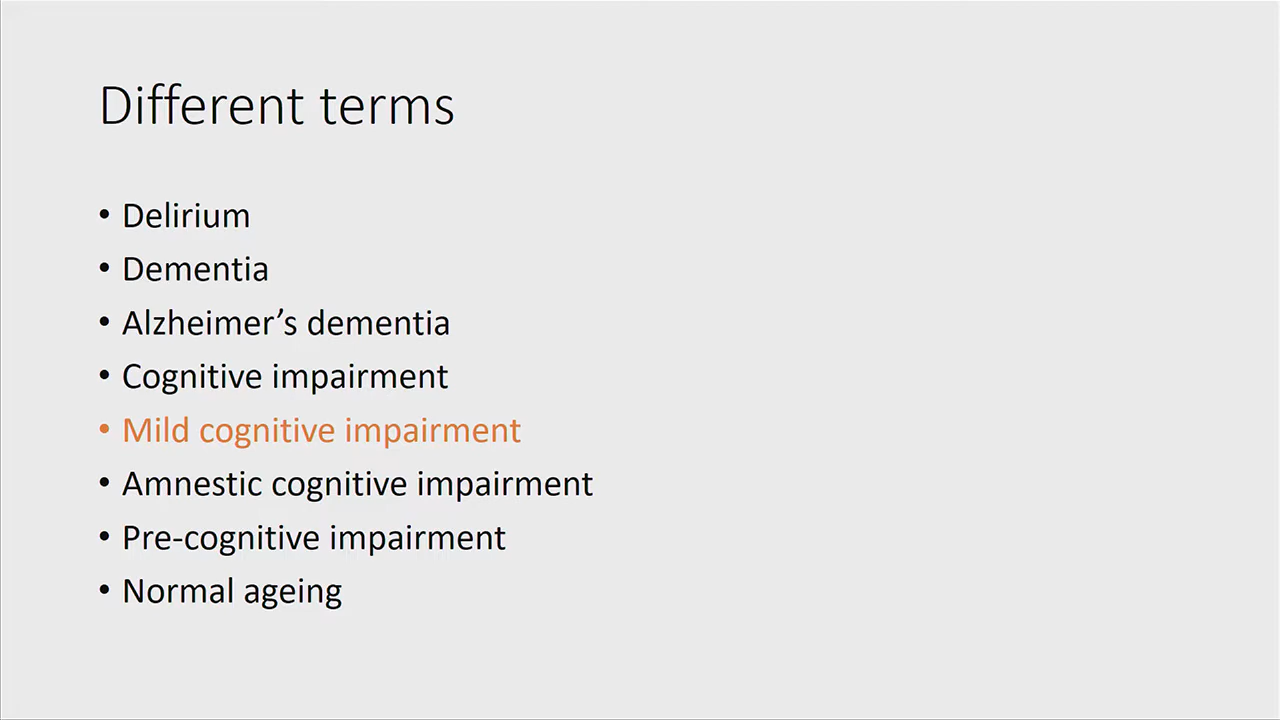 Different terms
• Delirium
• Dementia
• Alzheimer’s dementia
• Cognitive impairment
• Mild cognitive impairment
• Amnestic cognitive impairment
• Pre-cognitive impairment
• Normal ageing